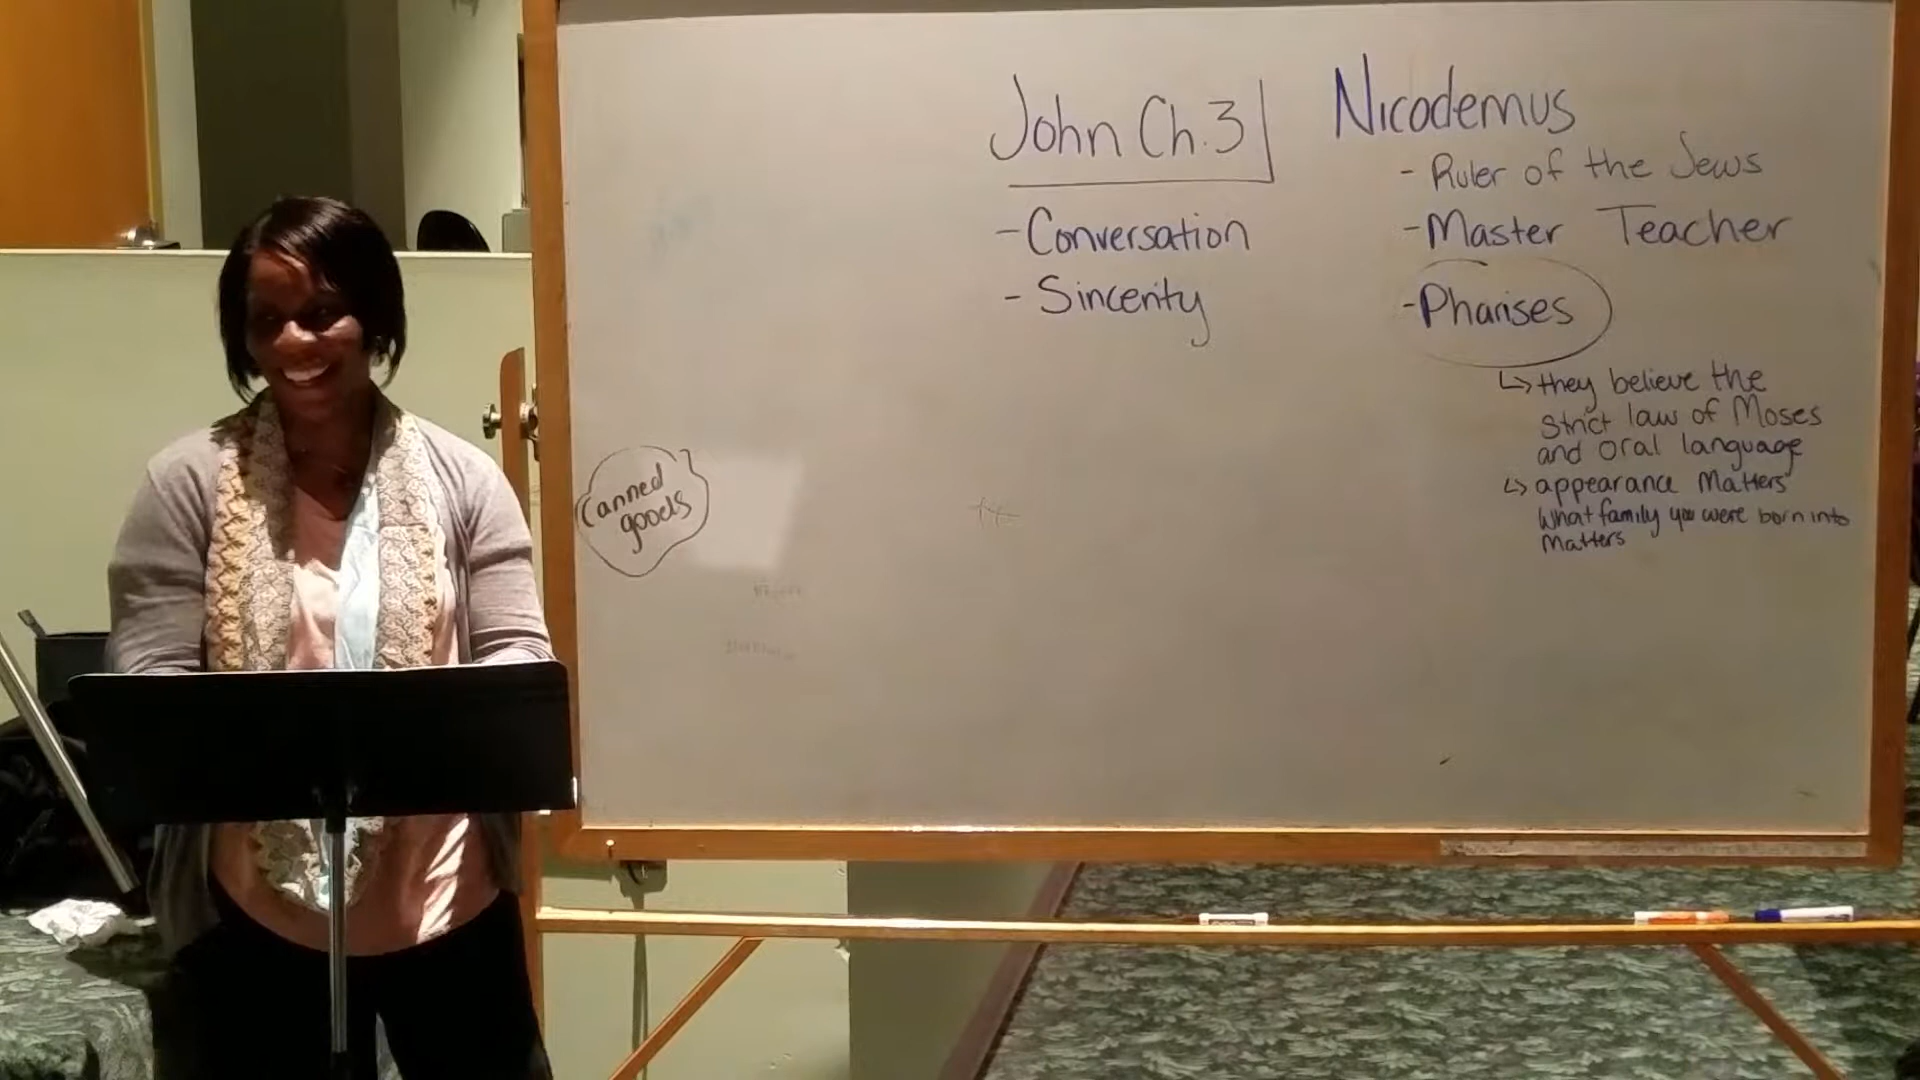 John Ch.3
- Conversation
- Sincerity
Nicodemus
- Ruler of the Jews
- Master Teacher
- Pharises
↳ they believe the
strict law of Moses
and oral language
↳ appearance Matters
What family you were born into
Matters
Canned
goods